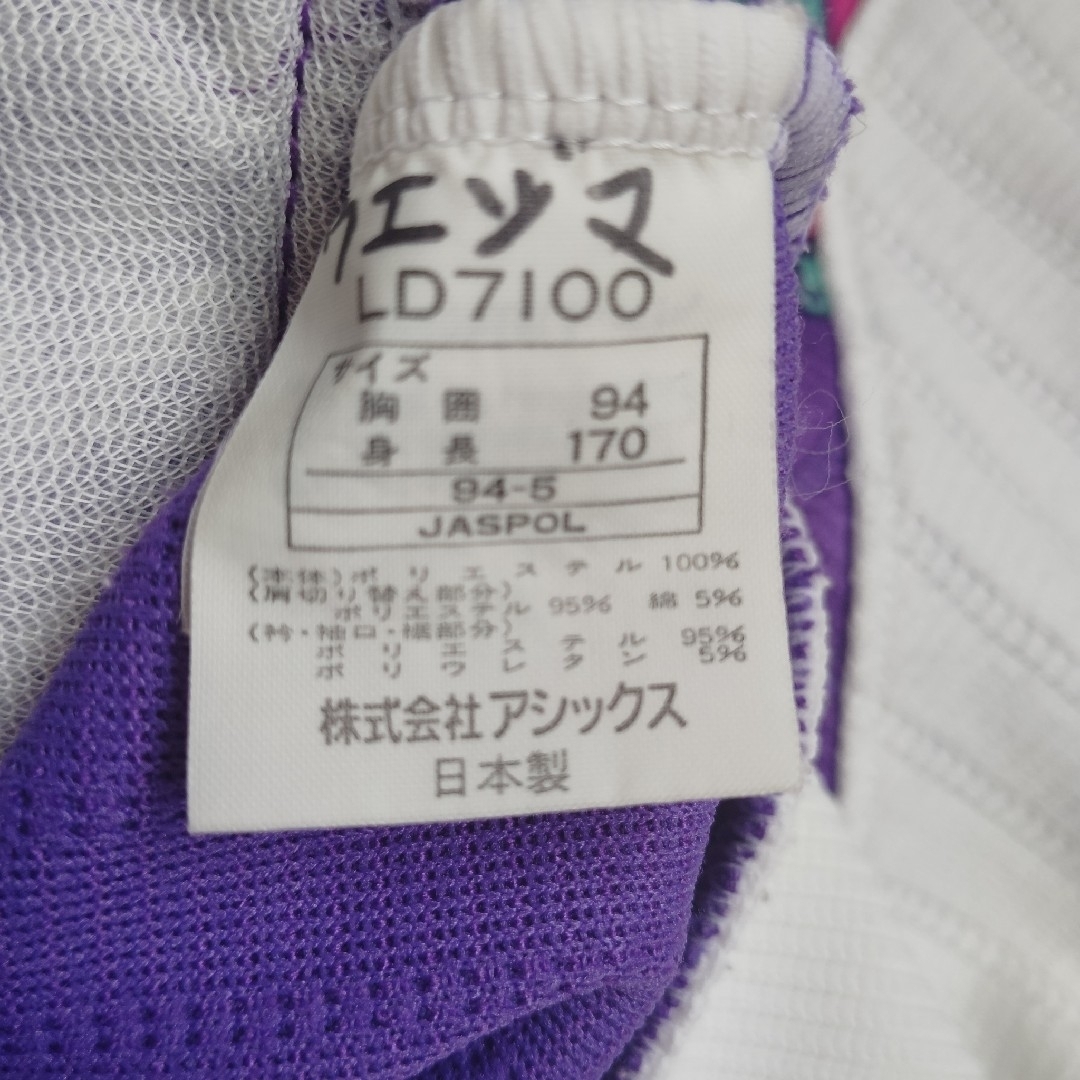 ウエヅマ
LD7100
サイズ
胸囲 94
身長 170
94-5
JASPOL
(本体)ポリエステル 100%
(肩切り替え部分)
ポリエステル 95% 綿 5%
(衿・袖口・裾部分)
ポリエステル 95%
ポリウレタン 5%
株式会社アシックス
日本製